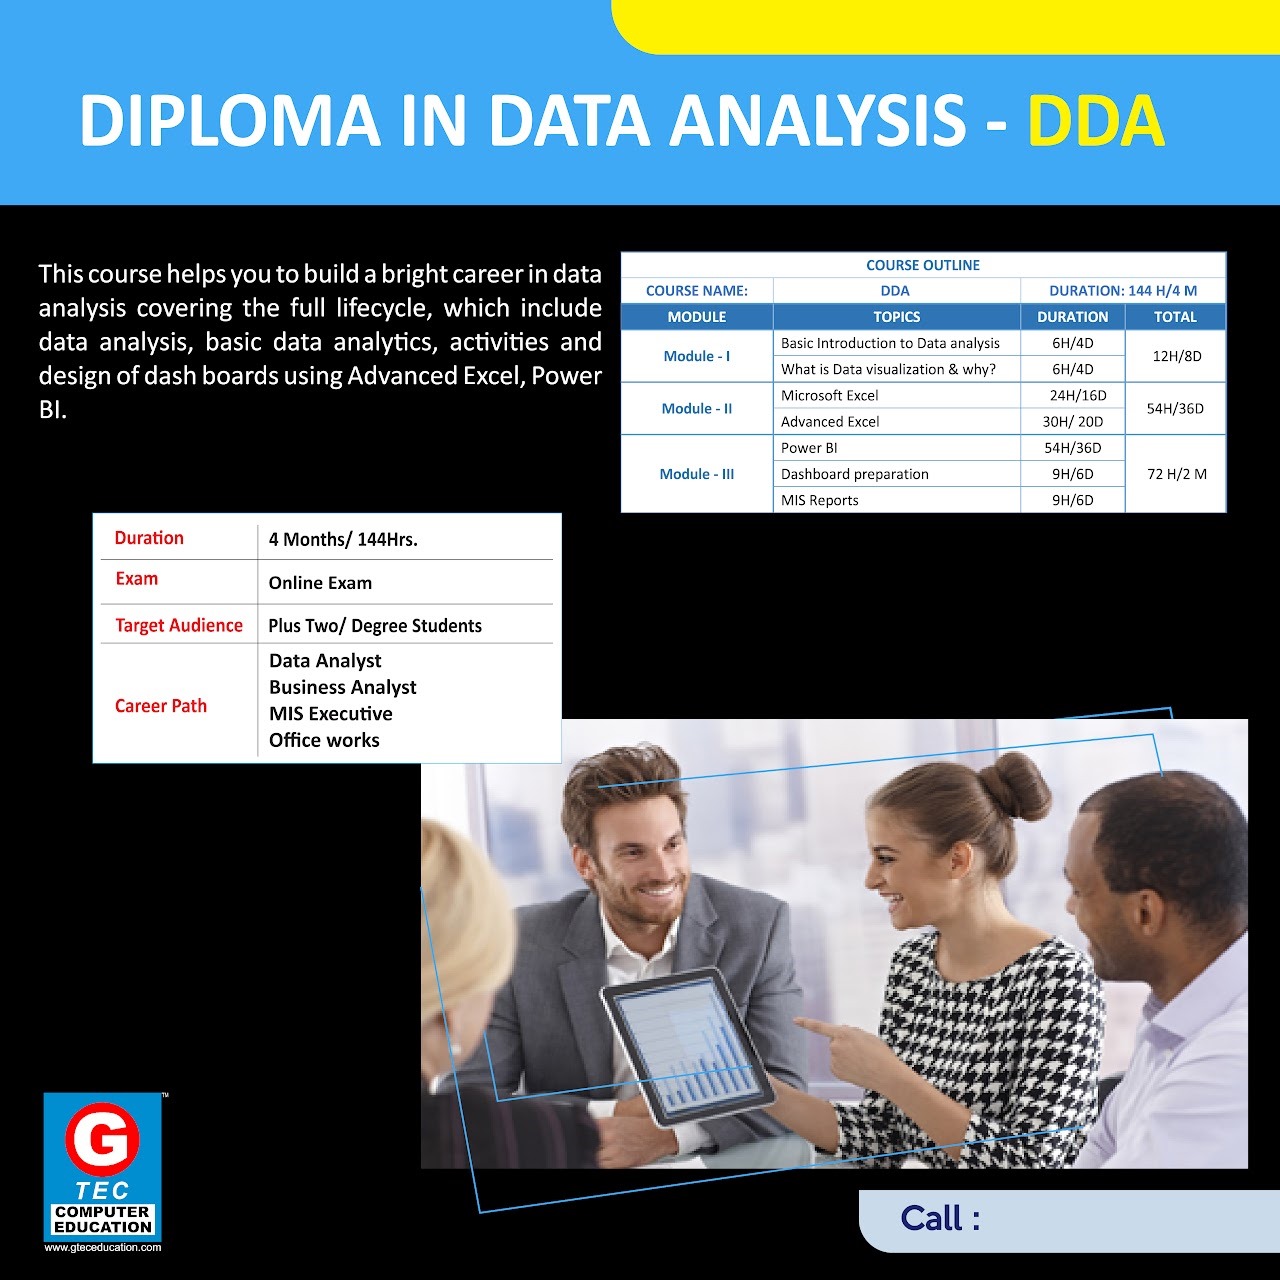 DIPLOMA IN DATA ANALYSIS - DDA
This course helps you to build a bright career in data
analysis covering the full lifecycle, which include
data analysis, basic data analytics, activities and
design of dash boards using Advanced Excel, Power
BI.
COURSE OUTLINE
COURSE NAME: DDA DURATION: 144 H/4 M
MODULE TOPICS DURATION TOTAL
Module - I Basic Introduction to Data analysis 6H/4D 12H/8D
What is Data visualization & why? 6H/4D
Module - II Microsoft Excel 24H/16D 54H/36D
Advanced Excel 30H/ 20D
Power BI 54H/36D
Module - III Dashboard preparation 9H/6D 72 H/2 M
MIS Reports 9H/6D
Duration 4 Months/ 144Hrs.
Exam Online Exam
Target Audience Plus Two/ Degree Students
Career Path Data Analyst
Business Analyst
MIS Executive
Office works
G
TEC
COMPUTER
EDUCATION
TM
www.gteceducation.com
Call :